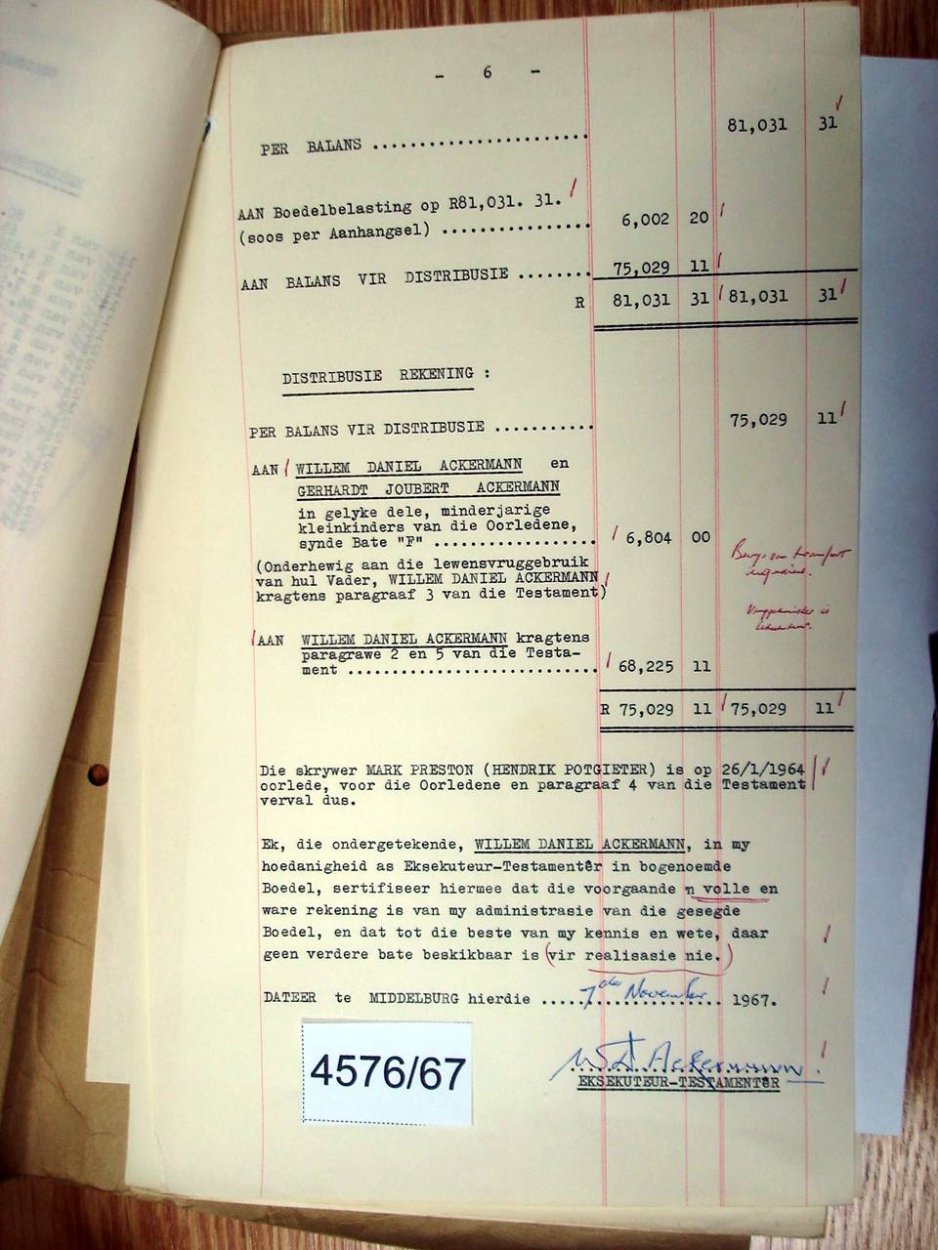 - 6 -
PER BALANS ....................... 81,031 31
AAN Boedelbelasting op R81,031. 31.
(soos per Aanhangsel) ................ 6,002 20
AAN BALANS VIR DISTRIBUSIE ........ 75,029 11
R 81,031 31 81,031 31
DISTRIBUSIE REKENING :
PER BALANS VIR DISTRIBUSIE ........... 75,029 11
AAN WILLEM DANIEL ACKERMANN en
GERHARDT JOUBERT ACKERMANN
in gelyke dele, minderjarige
kleinkinders van die Oorledene,
synde Bate "F" .................. 6,804 00
(Onderhewig aan die lewensvruggebruik
van hul Vader, WILLEM DANIEL ACKERMANN
kragtens paragraaf 3 van die Testament)
AAN WILLEM DANIEL ACKERMANN kragtens
paragrawe 2 en 5 van die Testa-
ment ........................... 68,225 11
R 75,029 11 75,029 11
Die skrywer MARK PRESTON (HENDRIK POTGIETER) is op 26/1/1964
oorlede, voor die Oorledene en paragraaf 4 van die Testament
verval dus.
Ek, die ondergetekende, WILLEM DANIEL ACKERMANN, in my
hoedanigheid as Eksekuteur-Testamentêr in bogenoemde
Boedel, sertifiseer hiermee dat die voorgaande 'n volle en
ware rekening is van my administrasie van die gesegde
Boedel, en dat tot die beste van my kennis en wete, daar
geen verdere bate beskikbaar is (vir realisasie nie.)
DATEER te MIDDELBURG hierdie ..... 7de November ..... 1967.
W D Ackermann
EKSEKUTEUR-TESTAMENTêR
4576/67